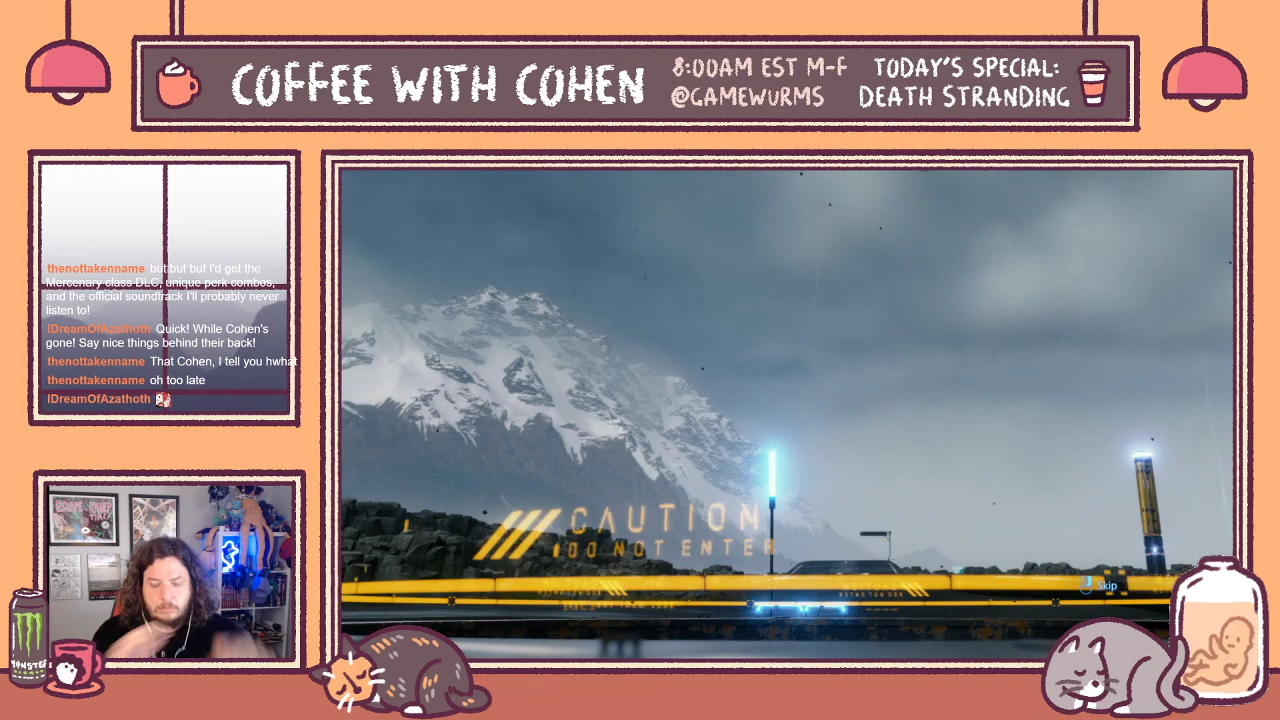 COFFEE WITH COHEN
8:00AM EST M-F
@GAMEWURMS
TODAY'S SPECIAL:
DEATH STRANDING
thenottakenname but but but I'd get the
Mercenary class DLC, unique perk combos,
and the official soundtrack I'll probably never
listen to!
IDreamOfAzathoth Quick! While Cohen's
gone! Say nice things behind their back!
thenottakenname That Cohen, I tell you hwhat
thenottakenname oh too late
IDreamOfAzathoth
CAUTION
DO NOT ENTER
Skip
MONSTER